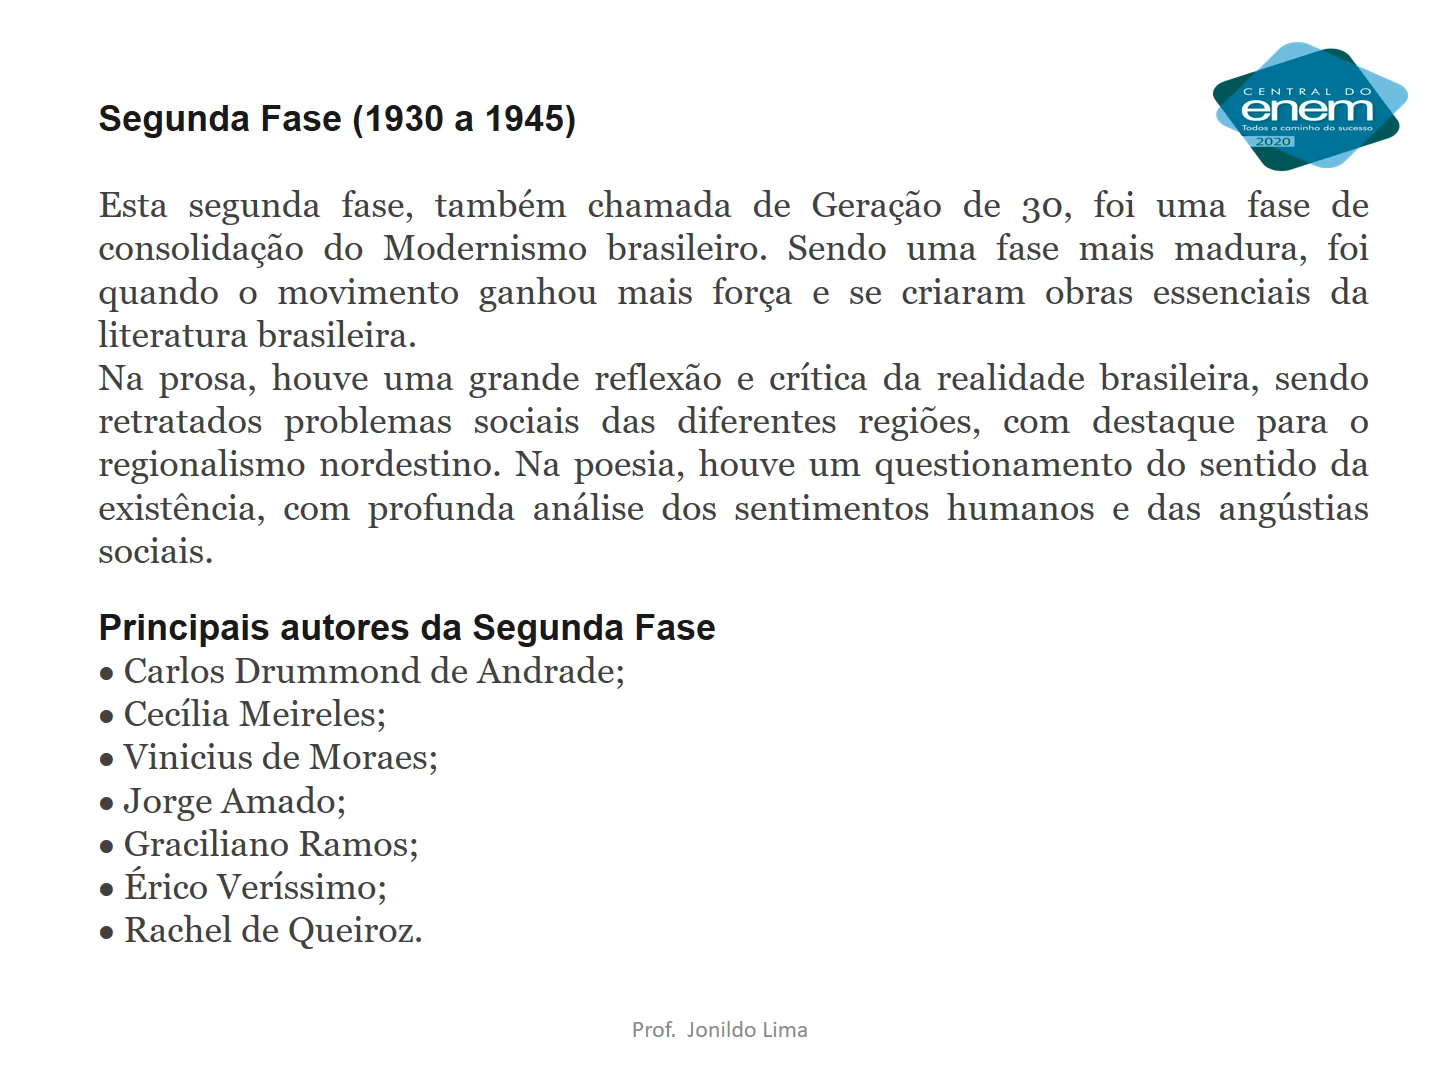 CENTRAL DO
enem
Todos a caminho do sucesso
2020
Segunda Fase (1930 a 1945)
Esta segunda fase, também chamada de Geração de 30, foi uma fase de
consolidação do Modernismo brasileiro. Sendo uma fase mais madura, foi
quando o movimento ganhou mais força e se criaram obras essenciais da
literatura brasileira.
Na prosa, houve uma grande reflexão e crítica da realidade brasileira, sendo
retratados problemas sociais das diferentes regiões, com destaque para o
regionalismo nordestino. Na poesia, houve um questionamento do sentido da
existência, com profunda análise dos sentimentos humanos e das angústias
sociais.
Principais autores da Segunda Fase
• Carlos Drummond de Andrade;
• Cecília Meireles;
• Vinicius de Moraes;
• Jorge Amado;
• Graciliano Ramos;
• Érico Veríssimo;
• Rachel de Queiroz.
Prof. Jonildo Lima